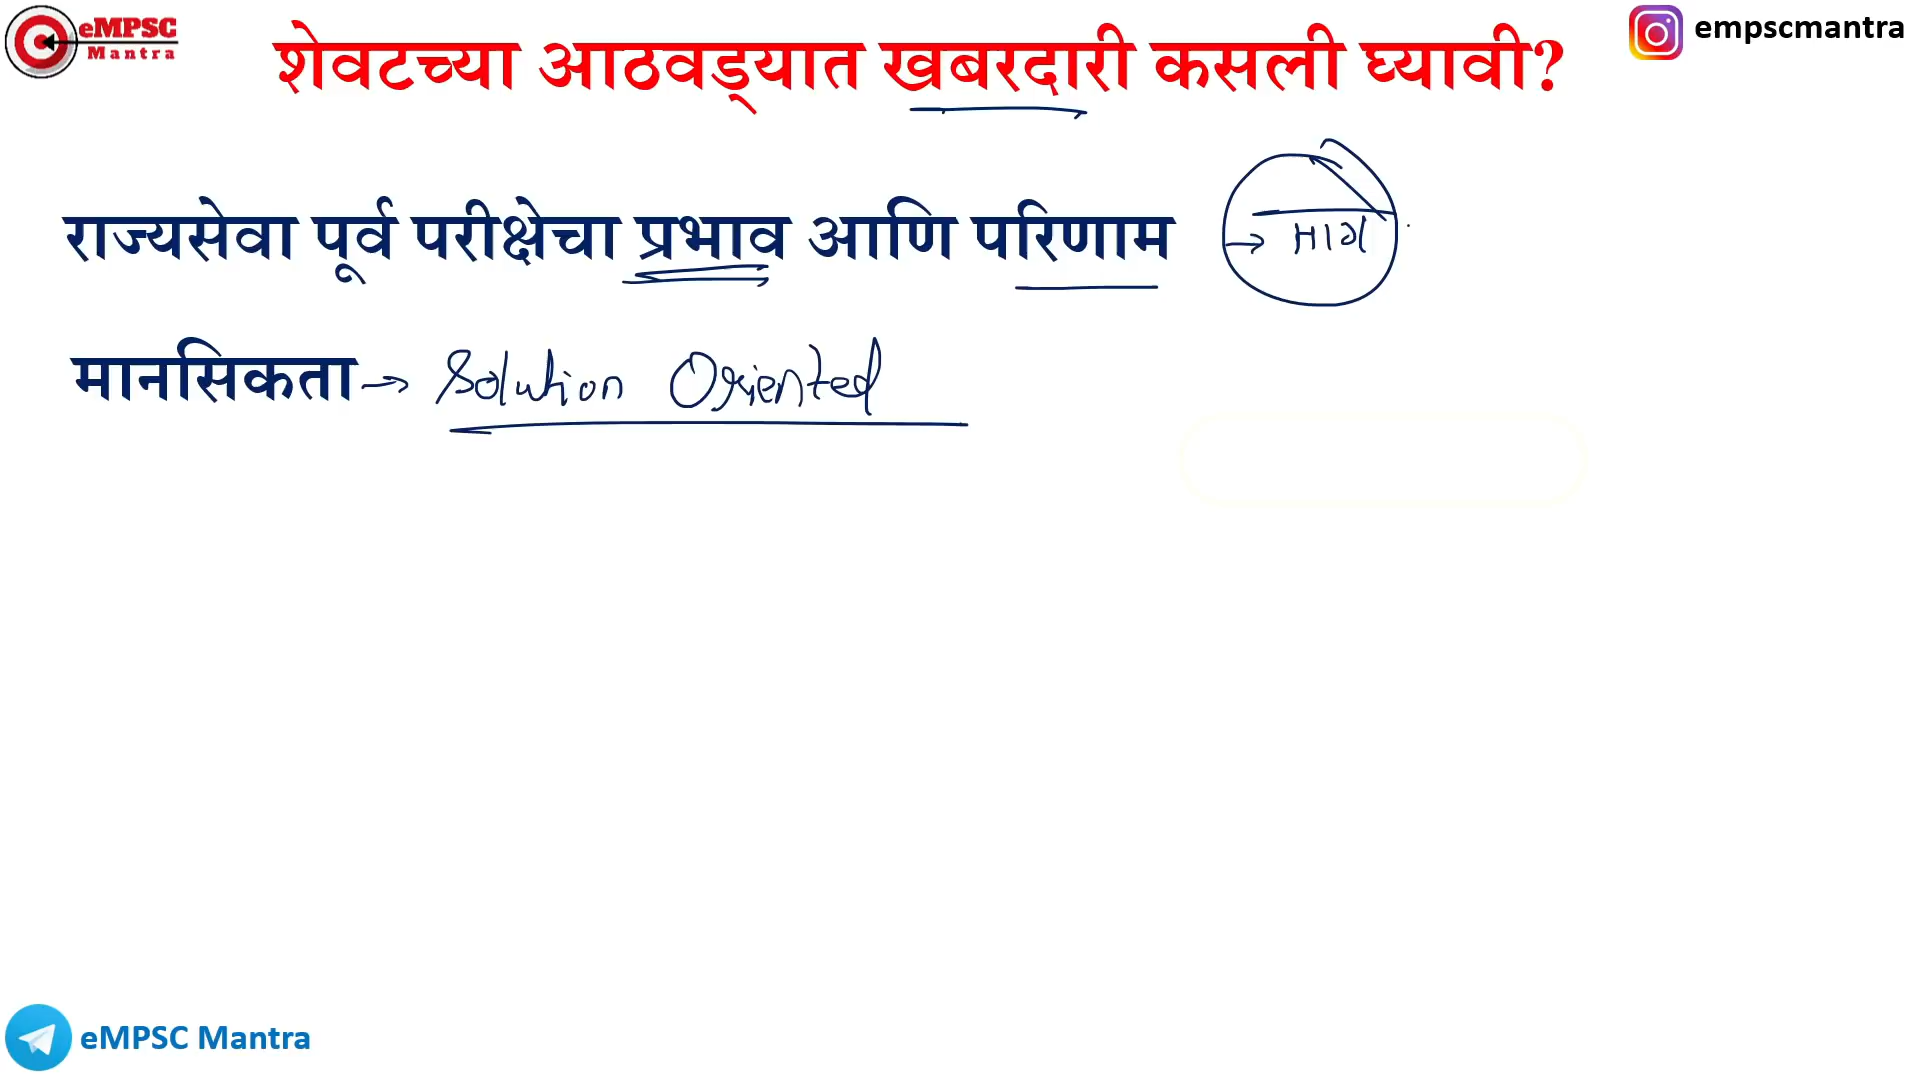 eMPSC
Mantra
शेवटच्या आठवड्यात खबरदारी कसली घ्यावी?
empscmantra
राज्यसेवा पूर्व परीक्षेचा प्रभाव आणि परिणाम
→ मार्ग
मानसिकता → Solution Oriented
eMPSC Mantra